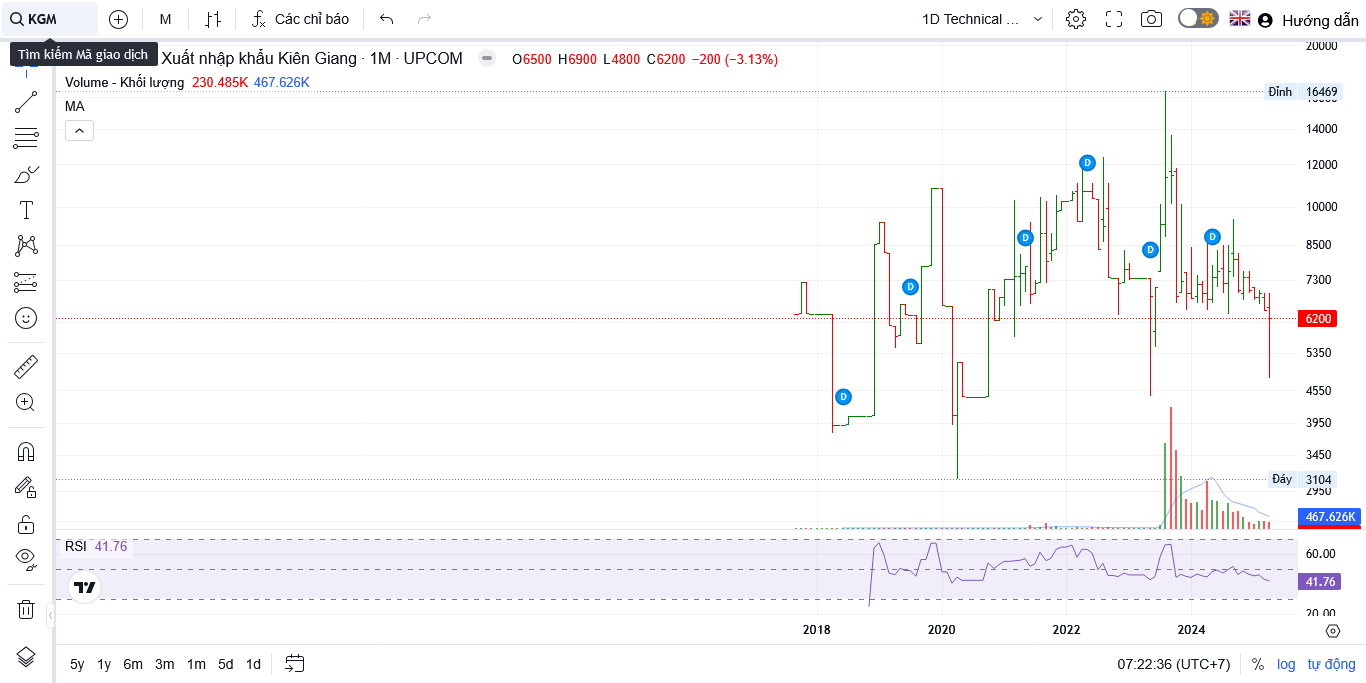 KGM
M
Các chỉ báo
1D Technical ...
Hướng dẫn
Tìm kiếm Mã giao dịch
Xuất nhập khẩu Kiên Giang · 1M · UPCOM
O6500 H6900 L4800 C6200 −200 (−3.13%)
Volume - Khối lượng 230.485K 467.626K
MA
20000
Đỉnh 16469
14000
12000
10000
8500
7300
6200
5350
4550
3950
3450
Đáy 3104
2950
467.626K
D
D
D
D
D
D
RSI 41.76
60.00
41.76
20.00
2018
2020
2022
2024
5y 1y 6m 3m 1m 5d 1d
07:22:36 (UTC+7)
%
log
tự động